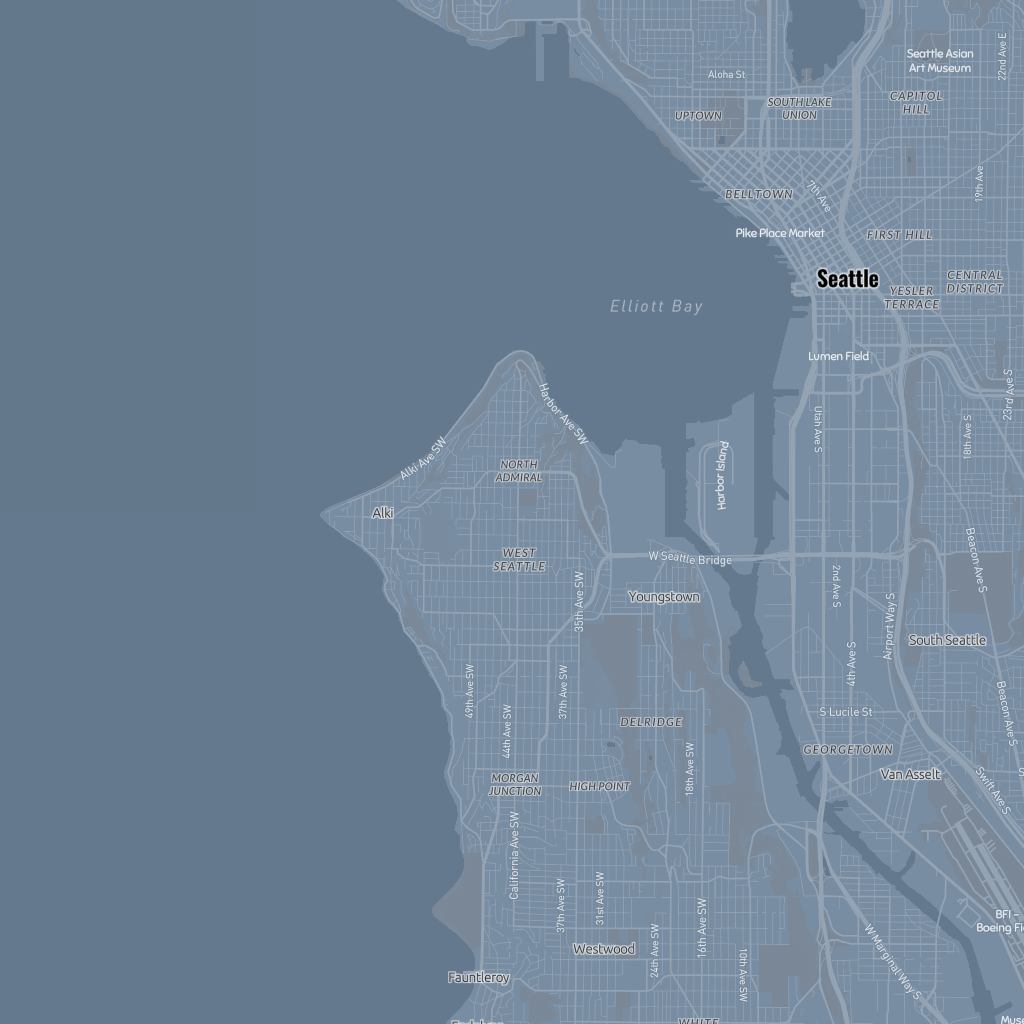 22nd Ave E
Seattle Asian
Art Museum
Aloha St
CAPITOL
HILL
SOUTH LAKE
UNION
UPTOWN
BELLTOWN
7th Ave
19th Ave
Pike Place Market
FIRST HILL
Seattle
CENTRAL
DISTRICT
YESLER
TERRACE
Elliott Bay
Lumen Field
Harbor Ave SW
23rd Ave S
Utah Ave S
18th Ave S
Alki Ave SW
NORTH
ADMIRAL
Harbor Island
Alki
WEST
SEATTLE
W Seattle Bridge
Beacon Ave S
35th Ave SW
Youngstown
2nd Ave S
Airport Way S
South Seattle
4th Ave S
49th Ave SW
37th Ave SW
44th Ave SW
DELRIDGE
S Lucile St
Beacon Ave S
GEORGETOWN
18th Ave SW
Van Asselt
MORGAN
JUNCTION
HIGH POINT
Swift Ave S
S
California Ave SW
37th Ave SW
31st Ave SW
16th Ave SW
BFI –
Boeing Fi
Westwood
24th Ave SW
10th Ave SW
W Marginal Way S
Fauntleroy
WHITE
Muse